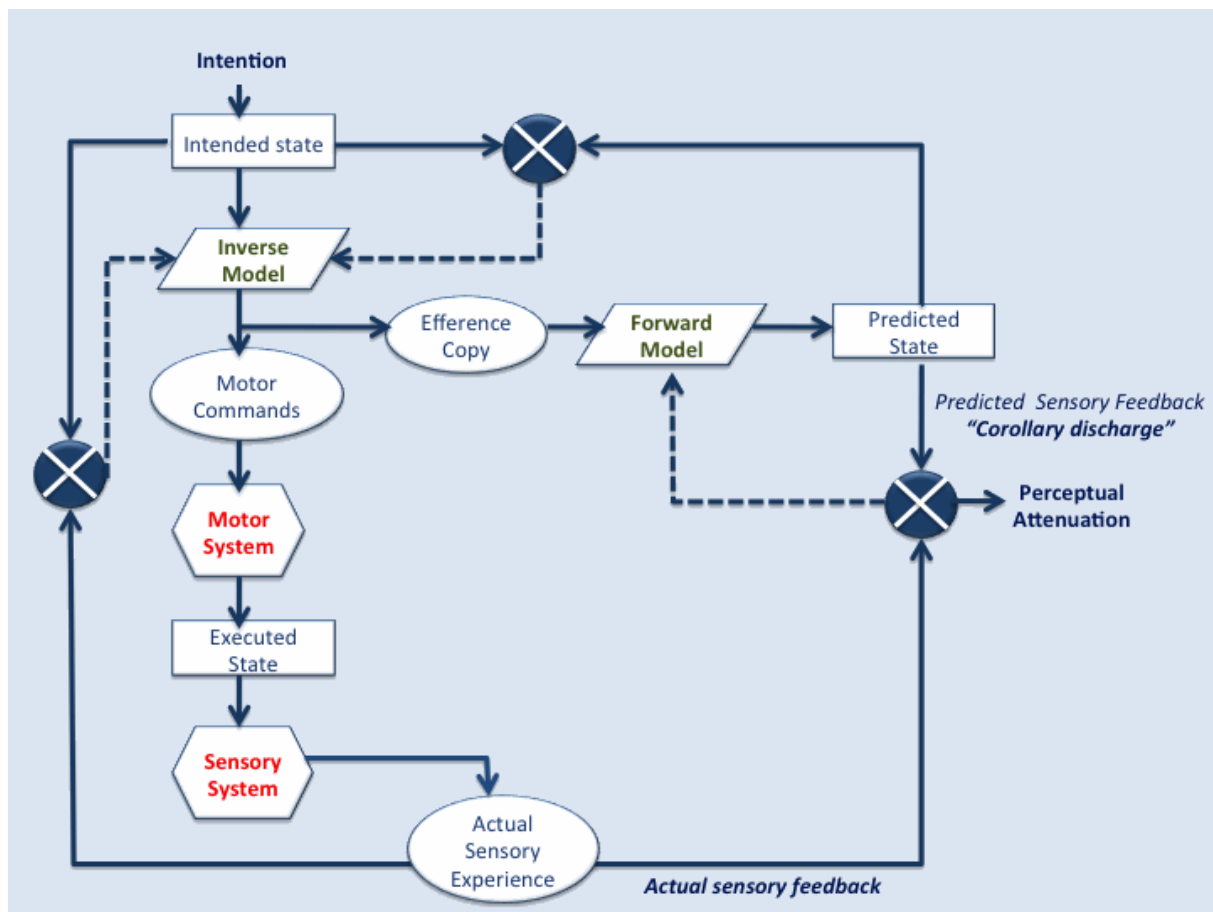 Intention
Intended state
Inverse
Model
Efference
Copy
Forward
Model
Predicted
State
Motor
Commands
Predicted Sensory Feedback
“Corollary discharge”
Perceptual
Attenuation
Motor
System
Executed
State
Sensory
System
Actual
Sensory
Experience
Actual sensory feedback